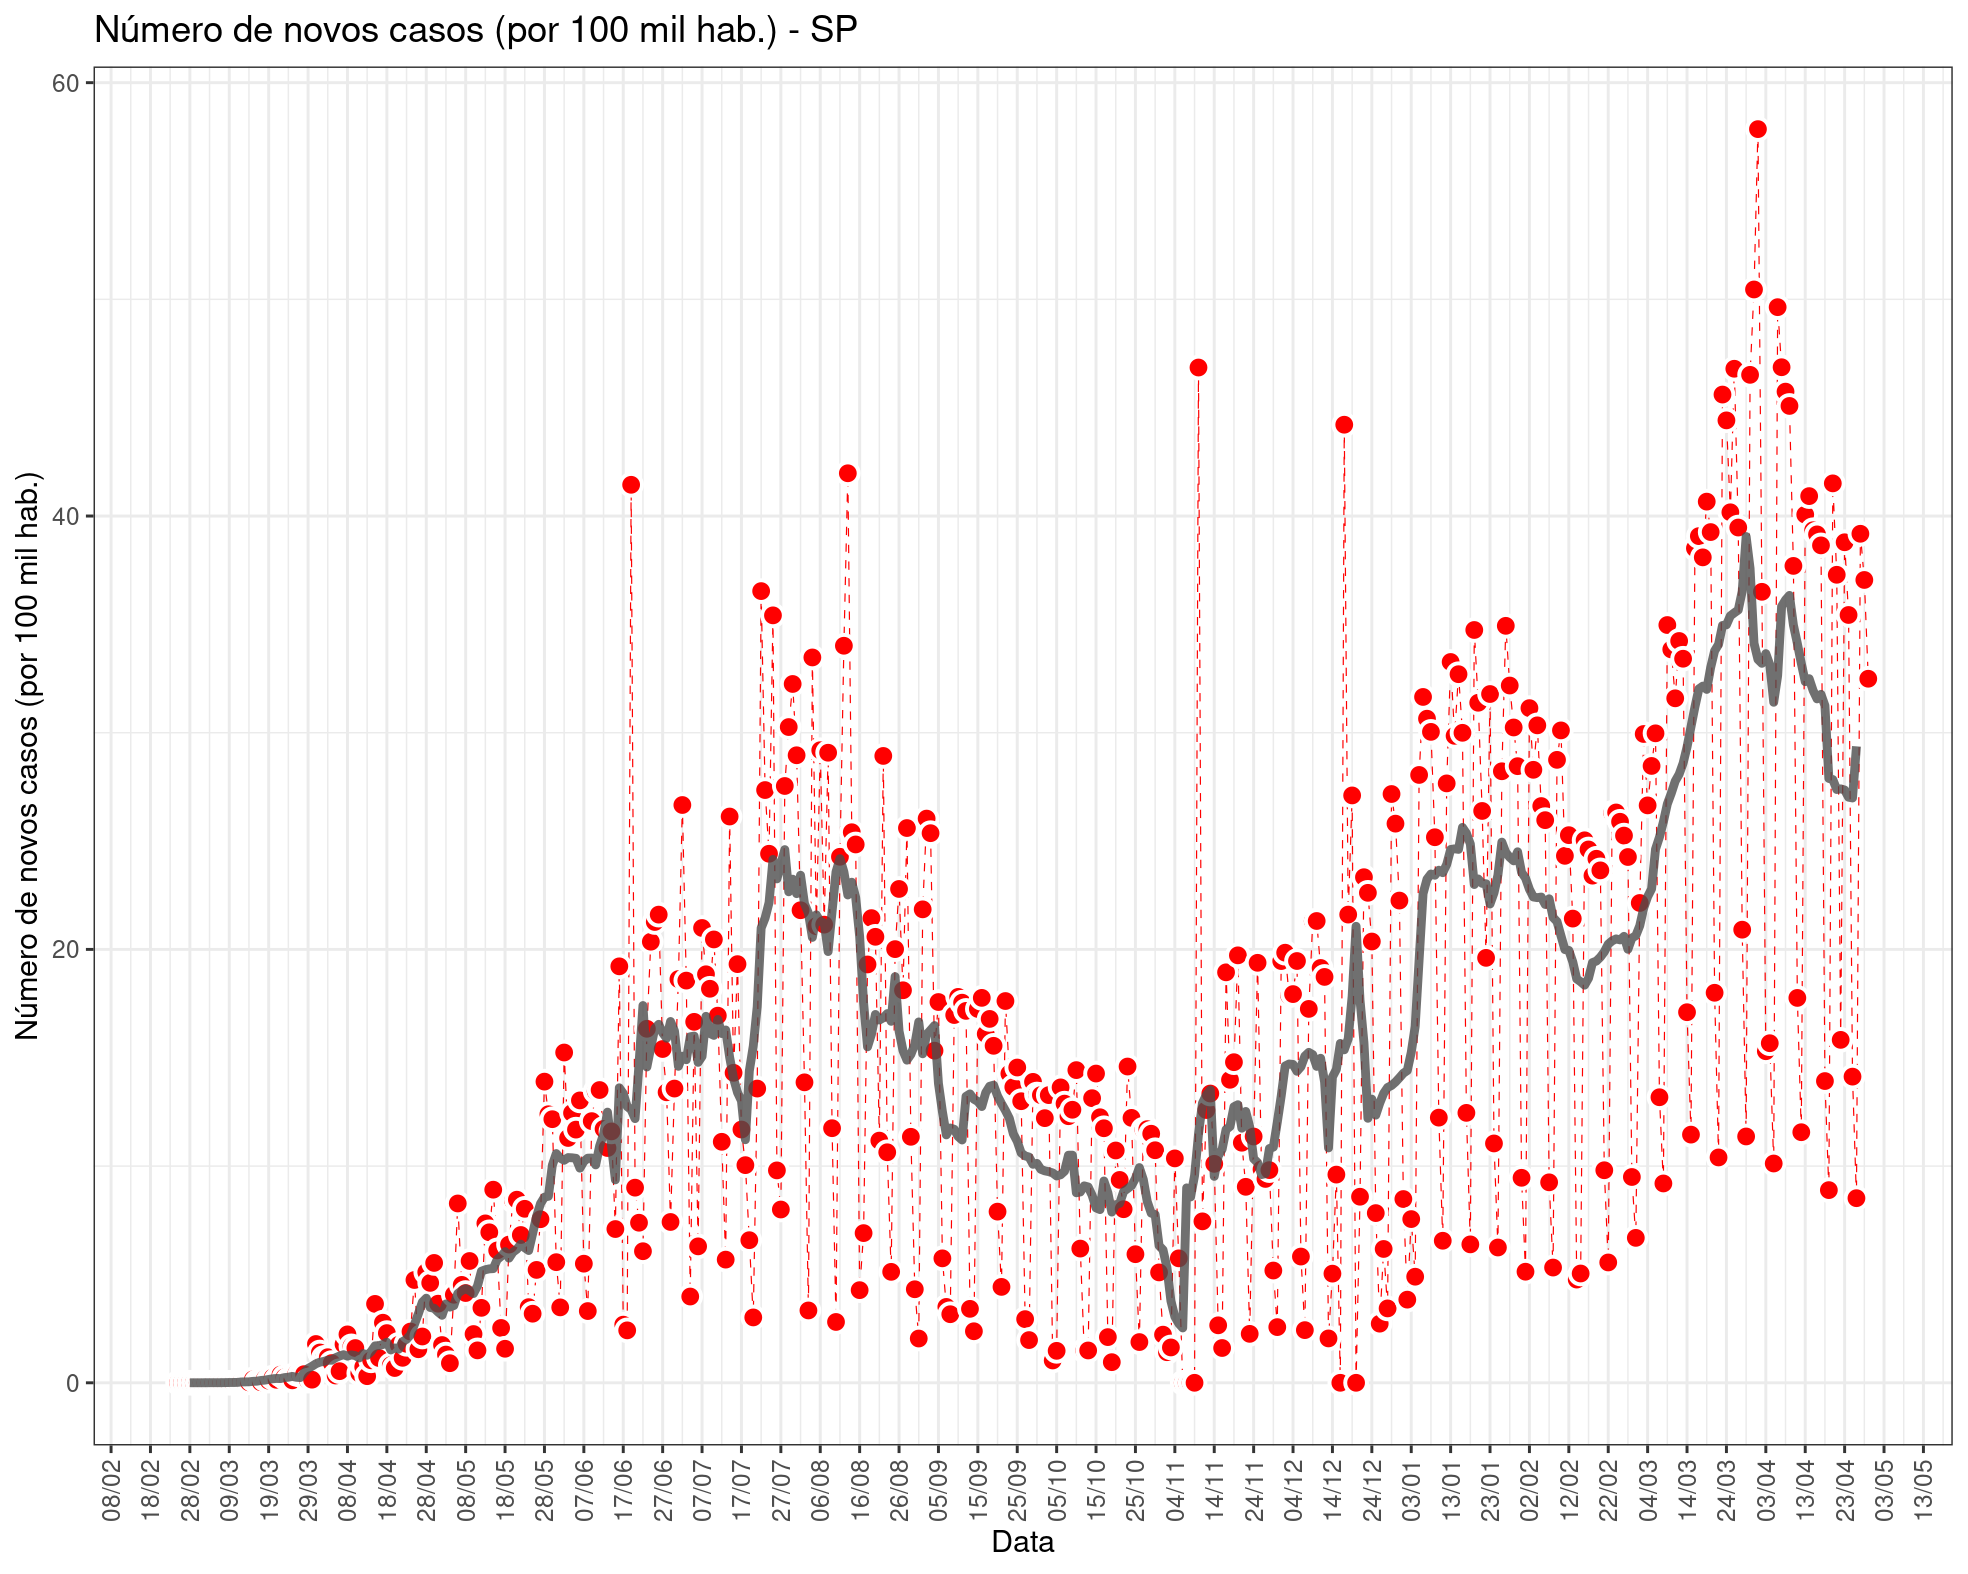 Número de novos casos (por 100 mil hab.) - SP
Número de novos casos (por 100 mil hab.)
60
40
20
0
08/02 18/02 28/02 09/03 19/03 29/03 08/04 18/04 28/04 08/05 18/05 28/05 07/06 17/06 27/06 07/07 17/07 27/07 06/08 16/08 26/08 05/09 15/09 25/09 05/10 15/10 25/10 04/11 14/11 24/11 04/12 14/12 24/12 03/01 13/01 23/01 02/02 12/02 22/02 04/03 14/03 24/03 03/04 13/04 23/04 03/05 13/05
Data